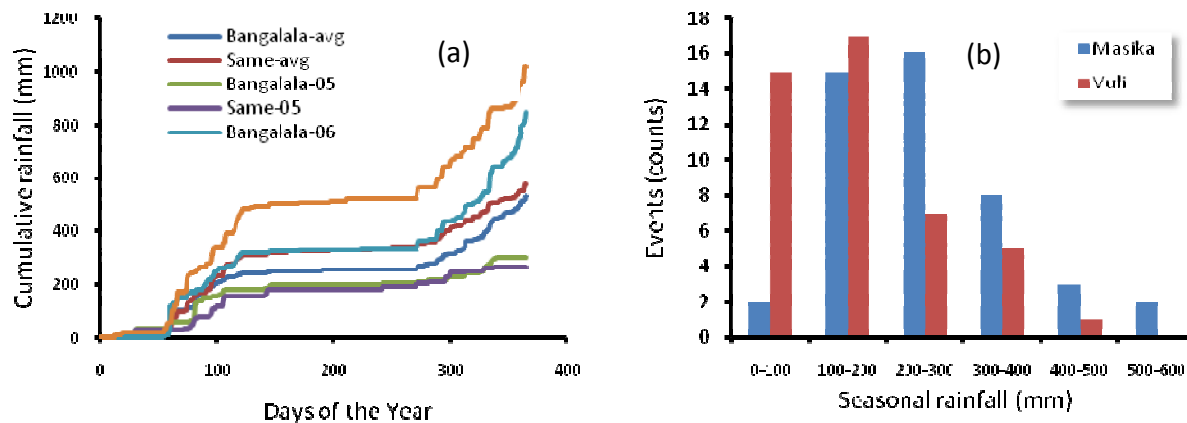 1200
1000
800
600
400
200
0
Cumulative rainfall (mm)
Bangalala-avg
Same-avg
Bangalala-05
Same-05
Bangalala-06
(a)
0
100
200
300
400
Days of the Year
18
16
14
12
10
8
6
4
2
0
Events (counts)
(b)
Masika
Vuli
0-100
100-200
200-300
300-400
400-500
500-600
Seasonal rainfall (mm)